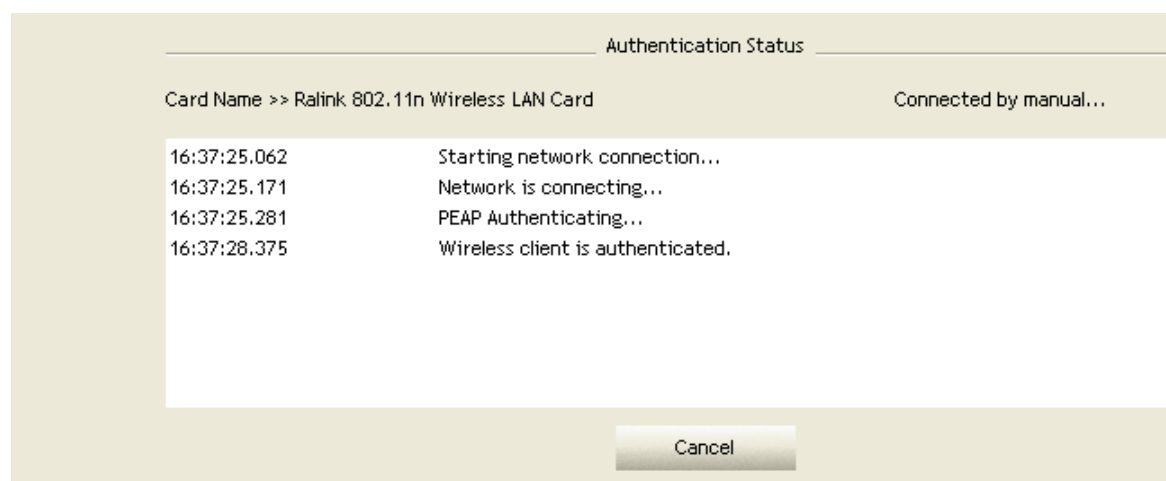 Authentication Status
Card Name >> Ralink 802.11n Wireless LAN Card Connected by manual...
16:37:25.062 Starting network connection...
16:37:25.171 Network is connecting...
16:37:25.281 PEAP Authenticating...
16:37:28.375 Wireless client is authenticated.
Cancel